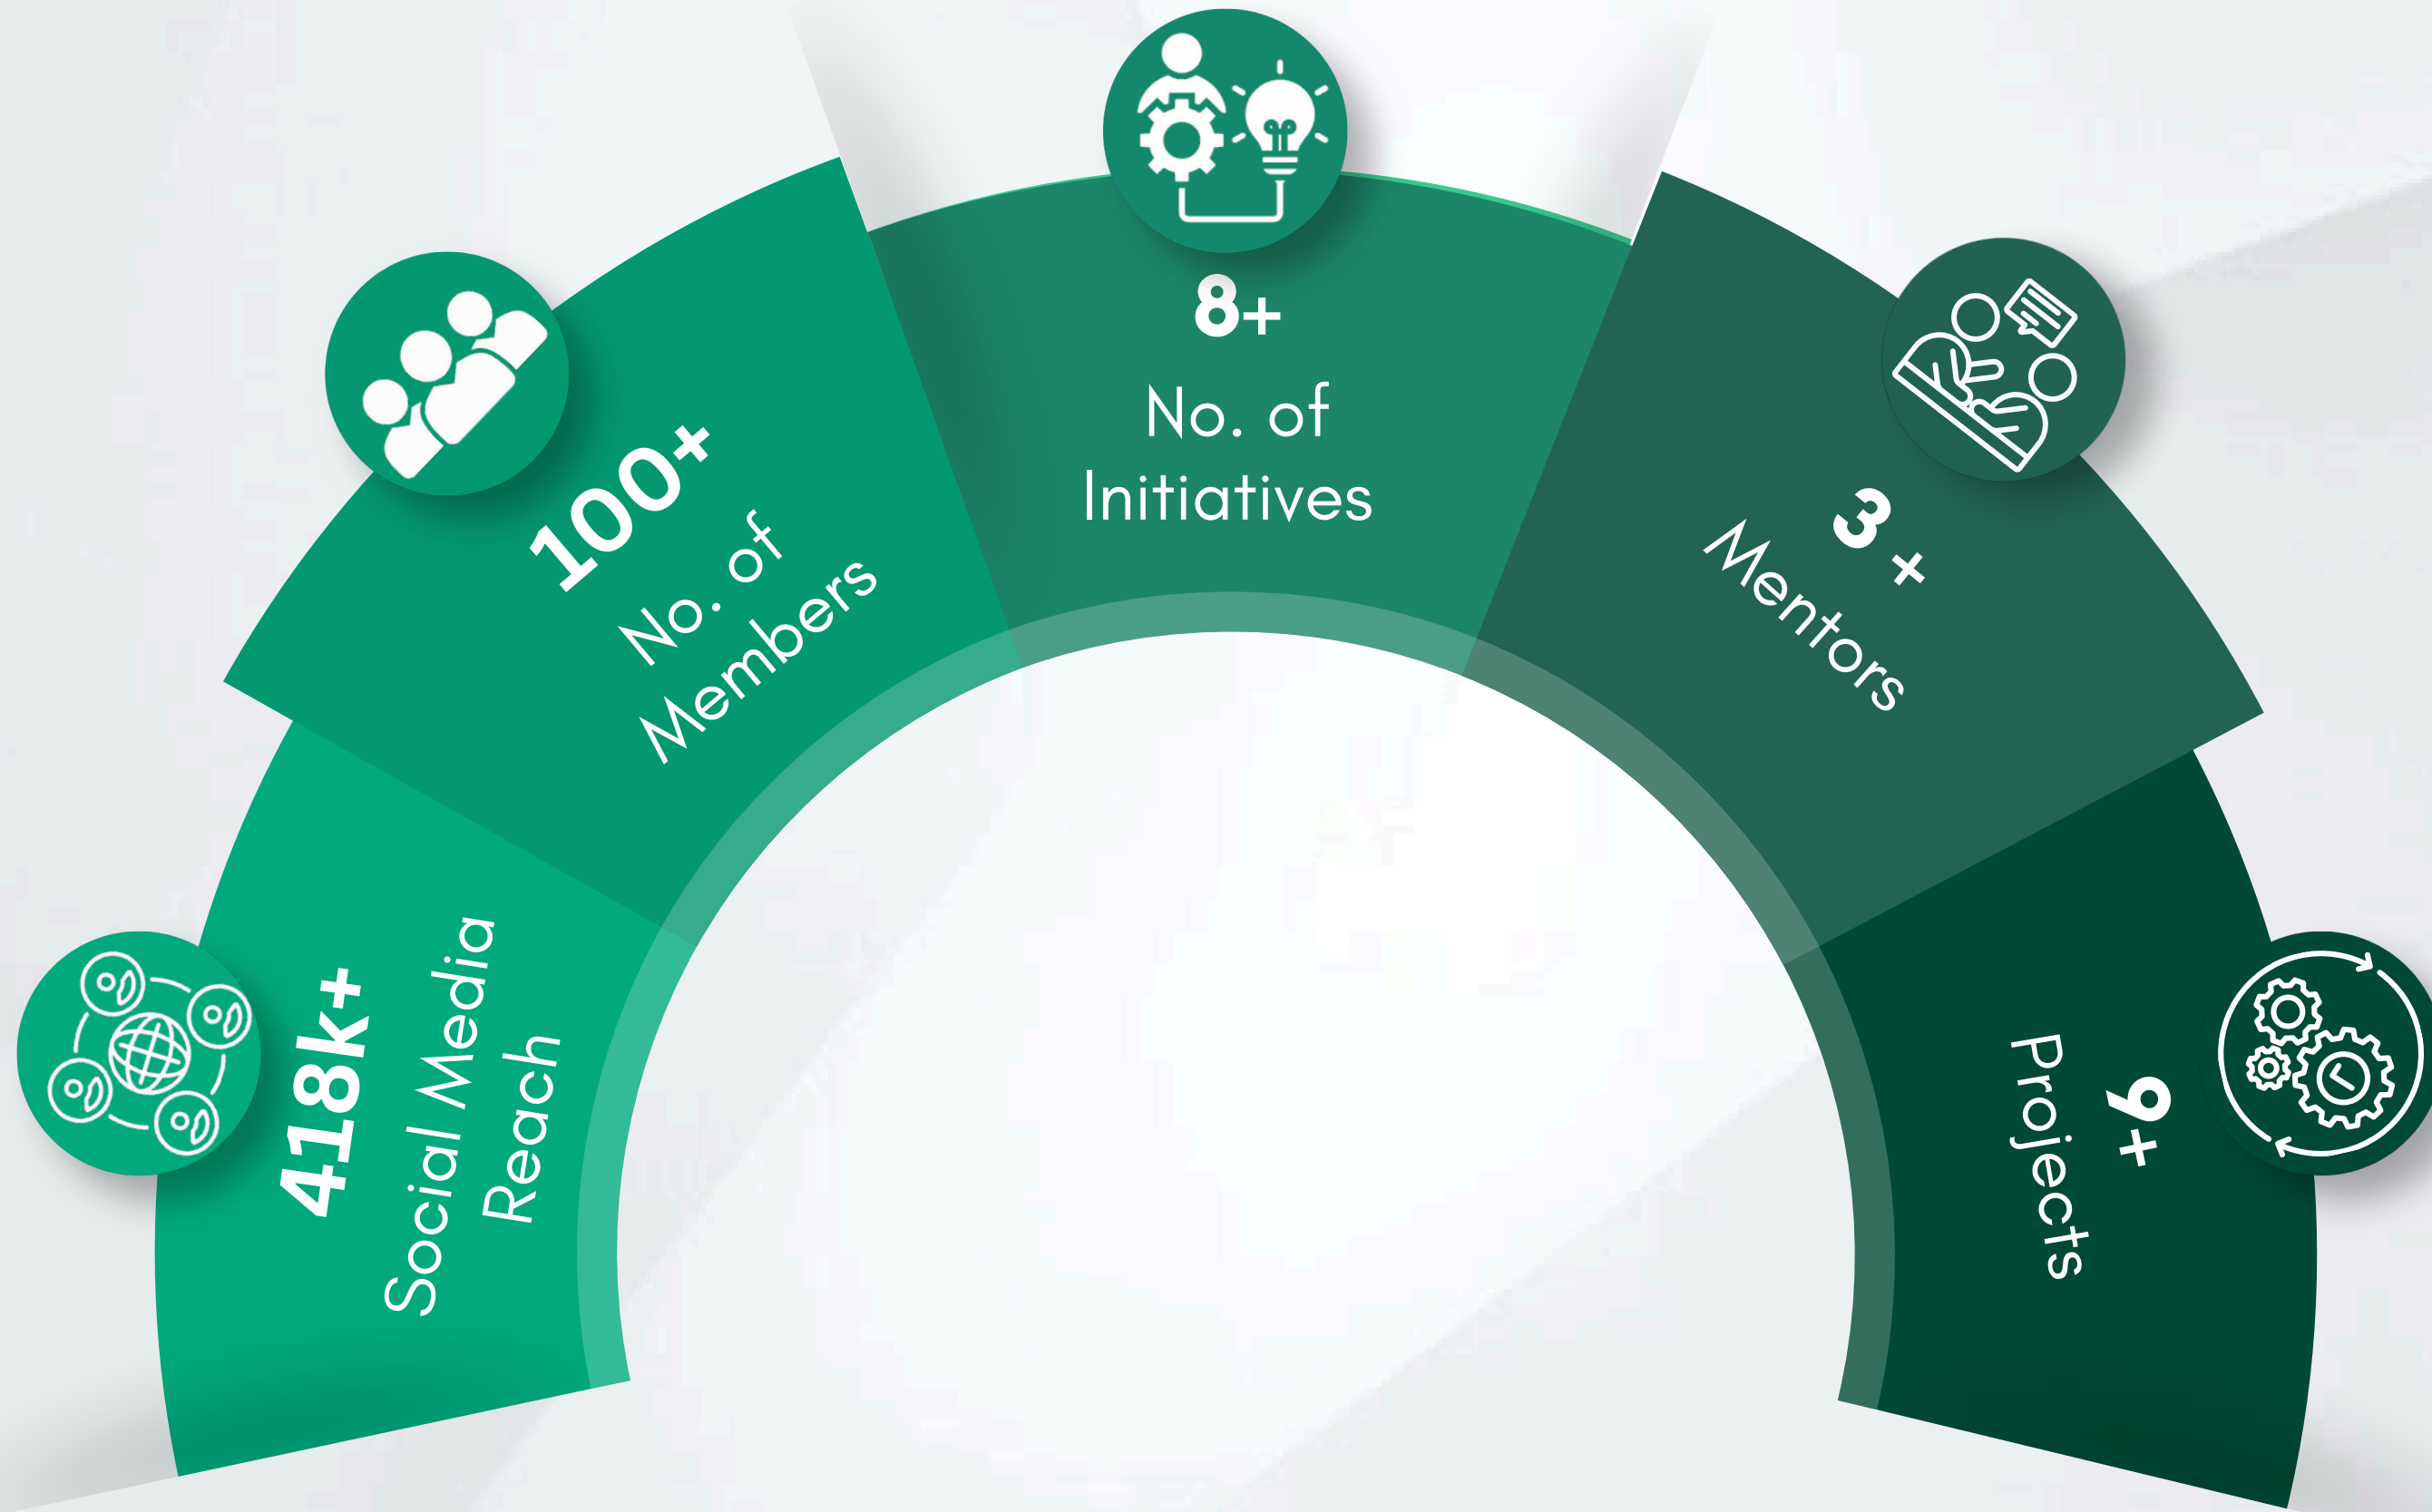 418k+
Social Media
Reach
100+
No. of
Members
8+
No. of
Initiatives
3 +
Mentors
9+
Projects